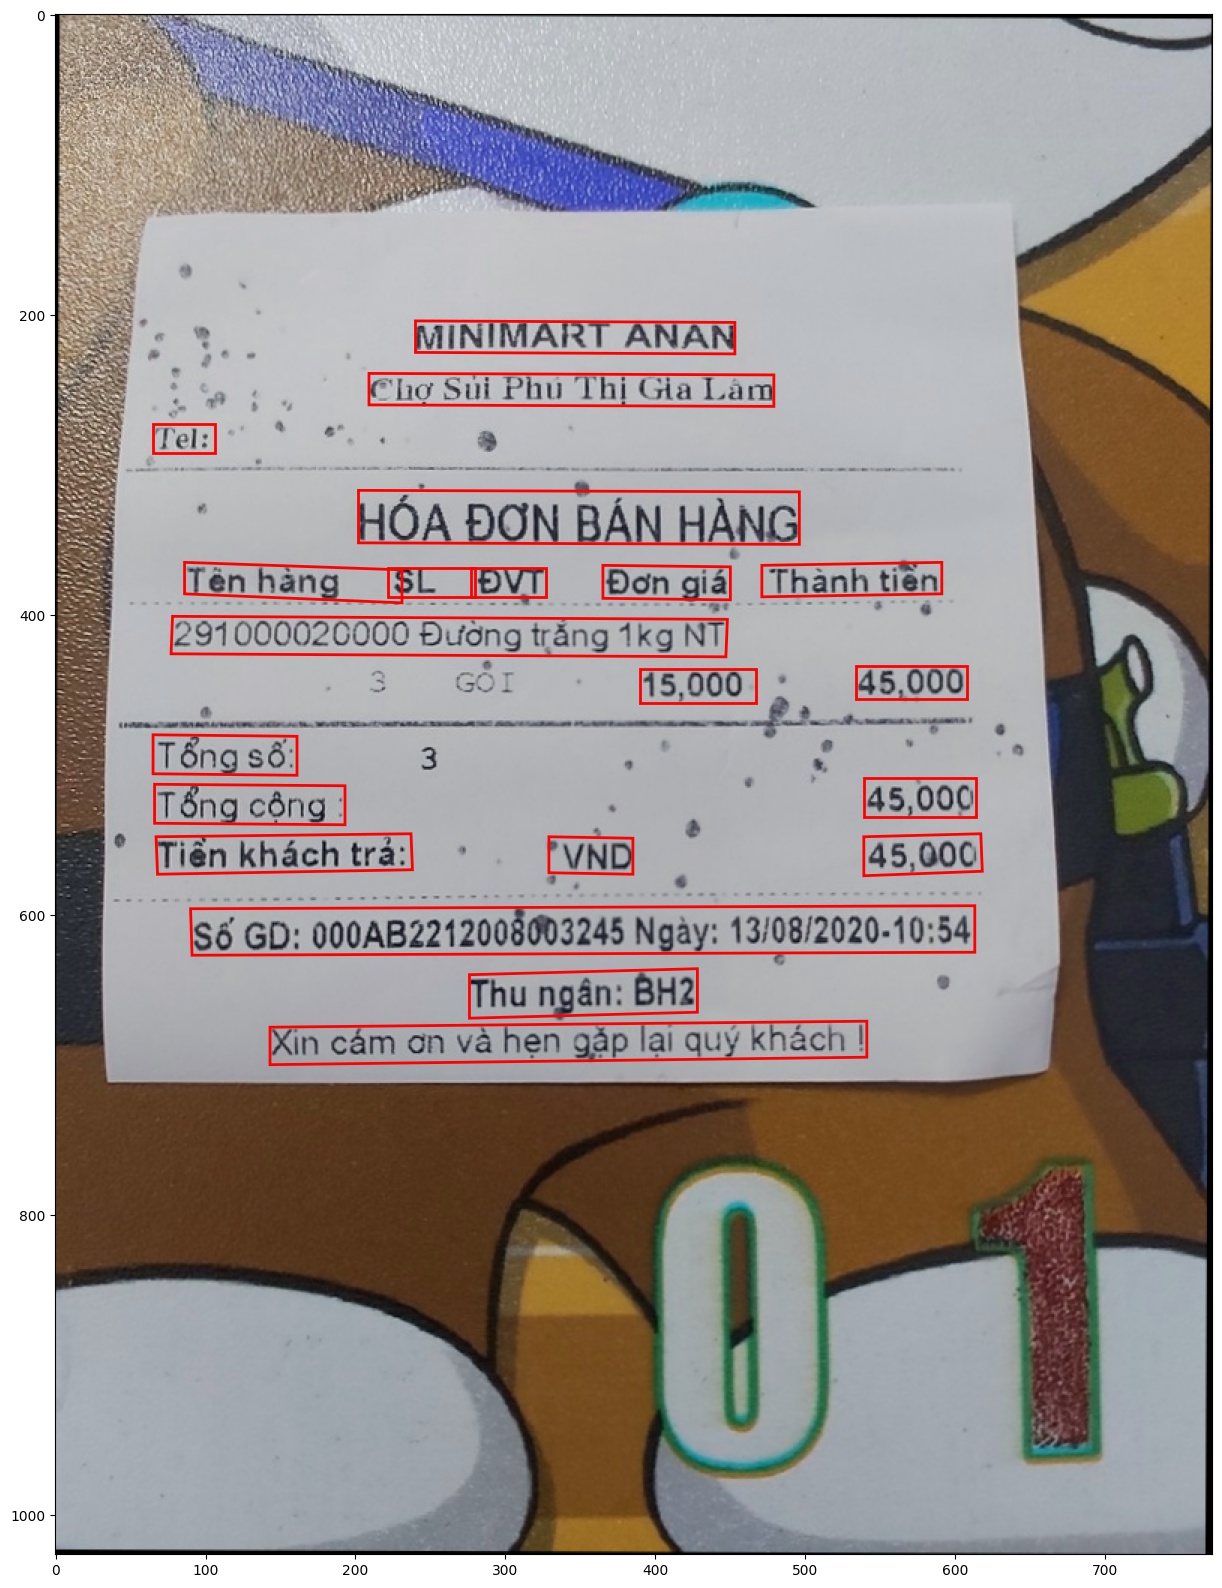 MINIMART ANAN
Chợ Sủi Phú Thị Gia Lâm
Tel:
HÓA ĐƠN BÁN HÀNG
Tên hàng SL ĐVT Đơn giá Thành tiền
291000020000 Đường trắng 1kg NT
3 GÓI 15,000 45,000
Tổng số: 3
Tổng cộng : 45,000
Tiền khách trả: VND 45,000
Số GD: 000AB2212008003245 Ngày: 13/08/2020-10:54
Thu ngân: BH2
Xin cám ơn và hẹn gặp lại quý khách !
01
0
200
400
600
800
1000
0 100 200 300 400 500 600 700